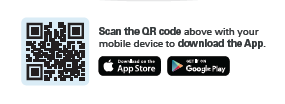 Scan the QR code above with your
mobile device to download the App.
Download on the
App Store
GET IT ON
Google Play